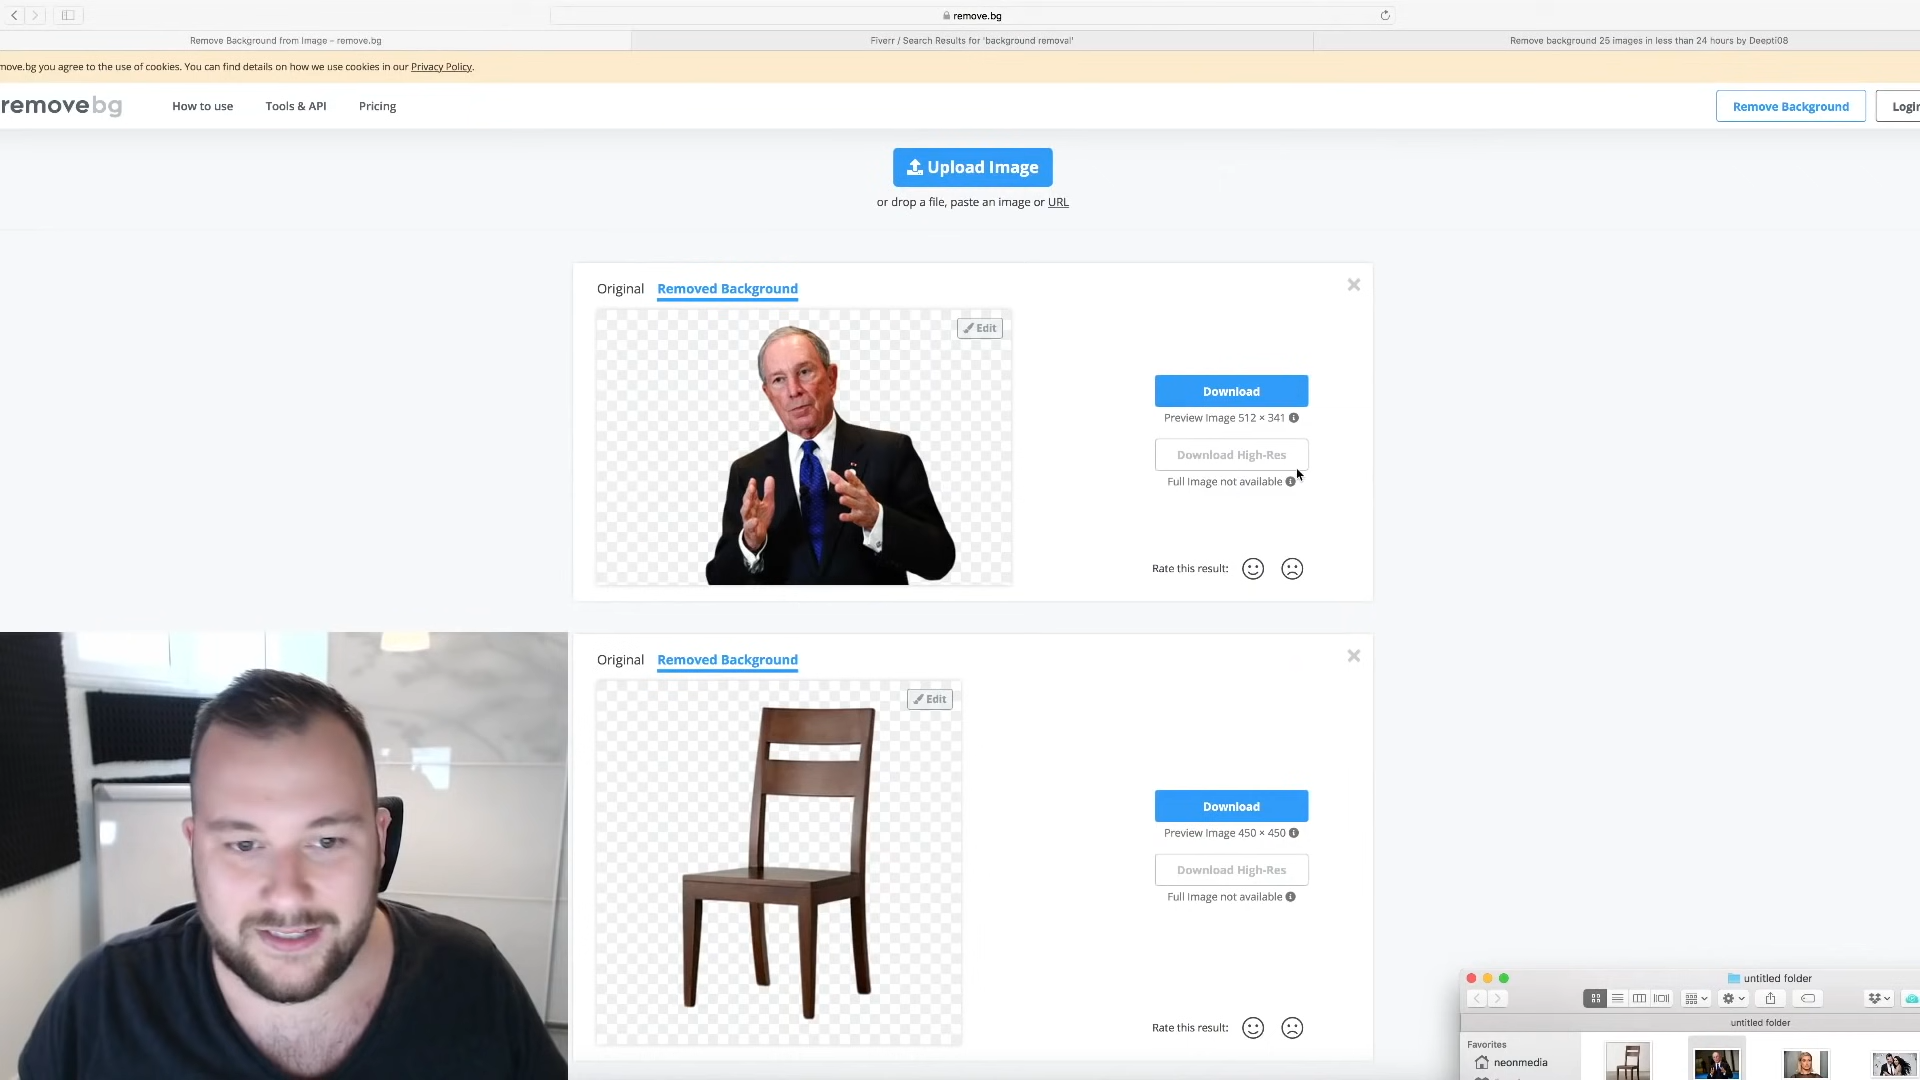 remove.bg
Remove Background from Image – remove.bg
Fiverr / Search Results for 'background removal'
Remove background 25 images in less than 24 hours by Deepti08
move.bg you agree to the use of cookies. You can find details on how we use cookies in our Privacy Policy.
removebg
How to use
Tools & API
Pricing
Remove Background
Login
Upload Image
or drop a file, paste an image or URL
Original
Removed Background
Edit
Download
Preview Image 512 × 341
Download High-Res
Full Image not available
Rate this result:
Original
Removed Background
Edit
Download
Preview Image 450 × 450
Download High-Res
Full Image not available
Rate this result:
untitled folder
untitled folder
Favorites
neonmedia